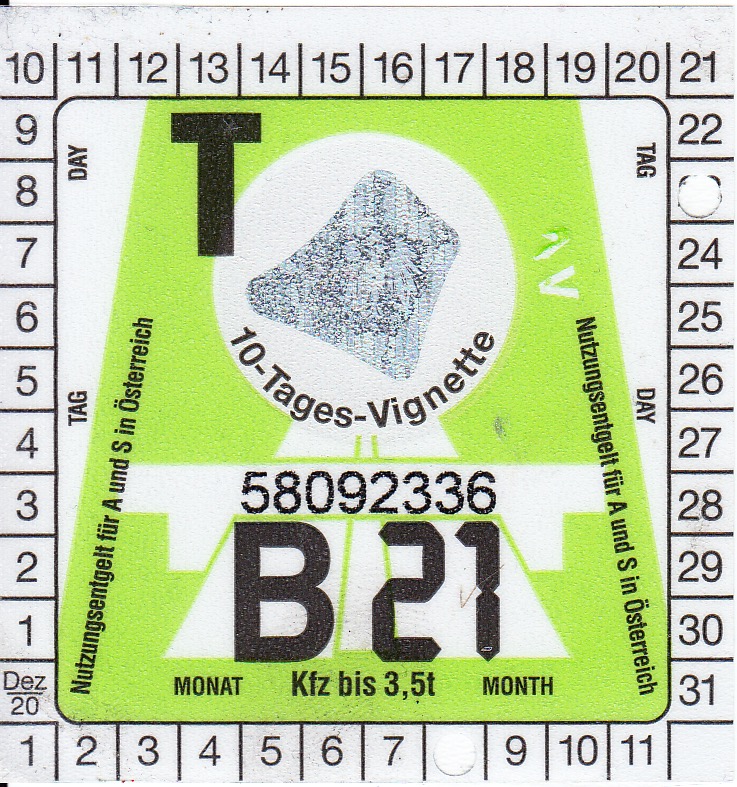 10 11 12 13 14 15 16 17 18 19 20 21
9 DAY T TAG 22
8
7 24
6 25
5 26
4 TAG DAY 27
10-Tages-Vignette
Nutzungsentgelt für A und S in Österreich
Nutzungsentgelt für A und S in Österreich
3 58092336 28
2 B 21 29
1 30
Dez 31
20
MONAT Kfz bis 3,5t MONTH
1 2 3 4 5 6 7 9 10 11